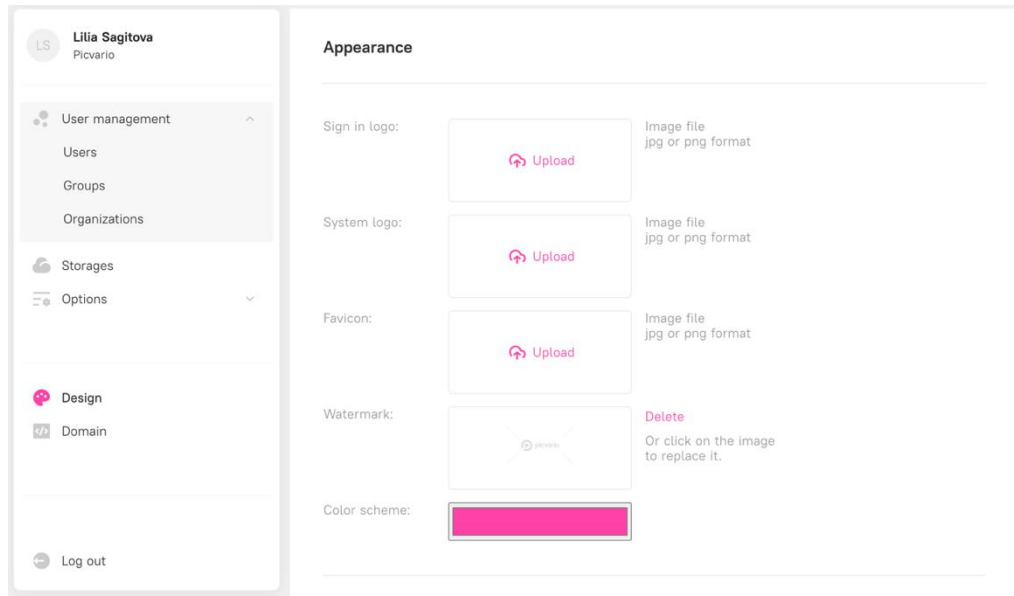 LS
Lilia Sagitova
Picvario
User management
Users
Groups
Organizations
Storages
Options
Design
Domain
Log out
Appearance
Sign in logo:
Upload
Image file
jpg or png format
System logo:
Upload
Image file
jpg or png format
Favicon:
Upload
Image file
jpg or png format
Watermark:
picvario
Delete
Or click on the image
to replace it.
Color scheme: